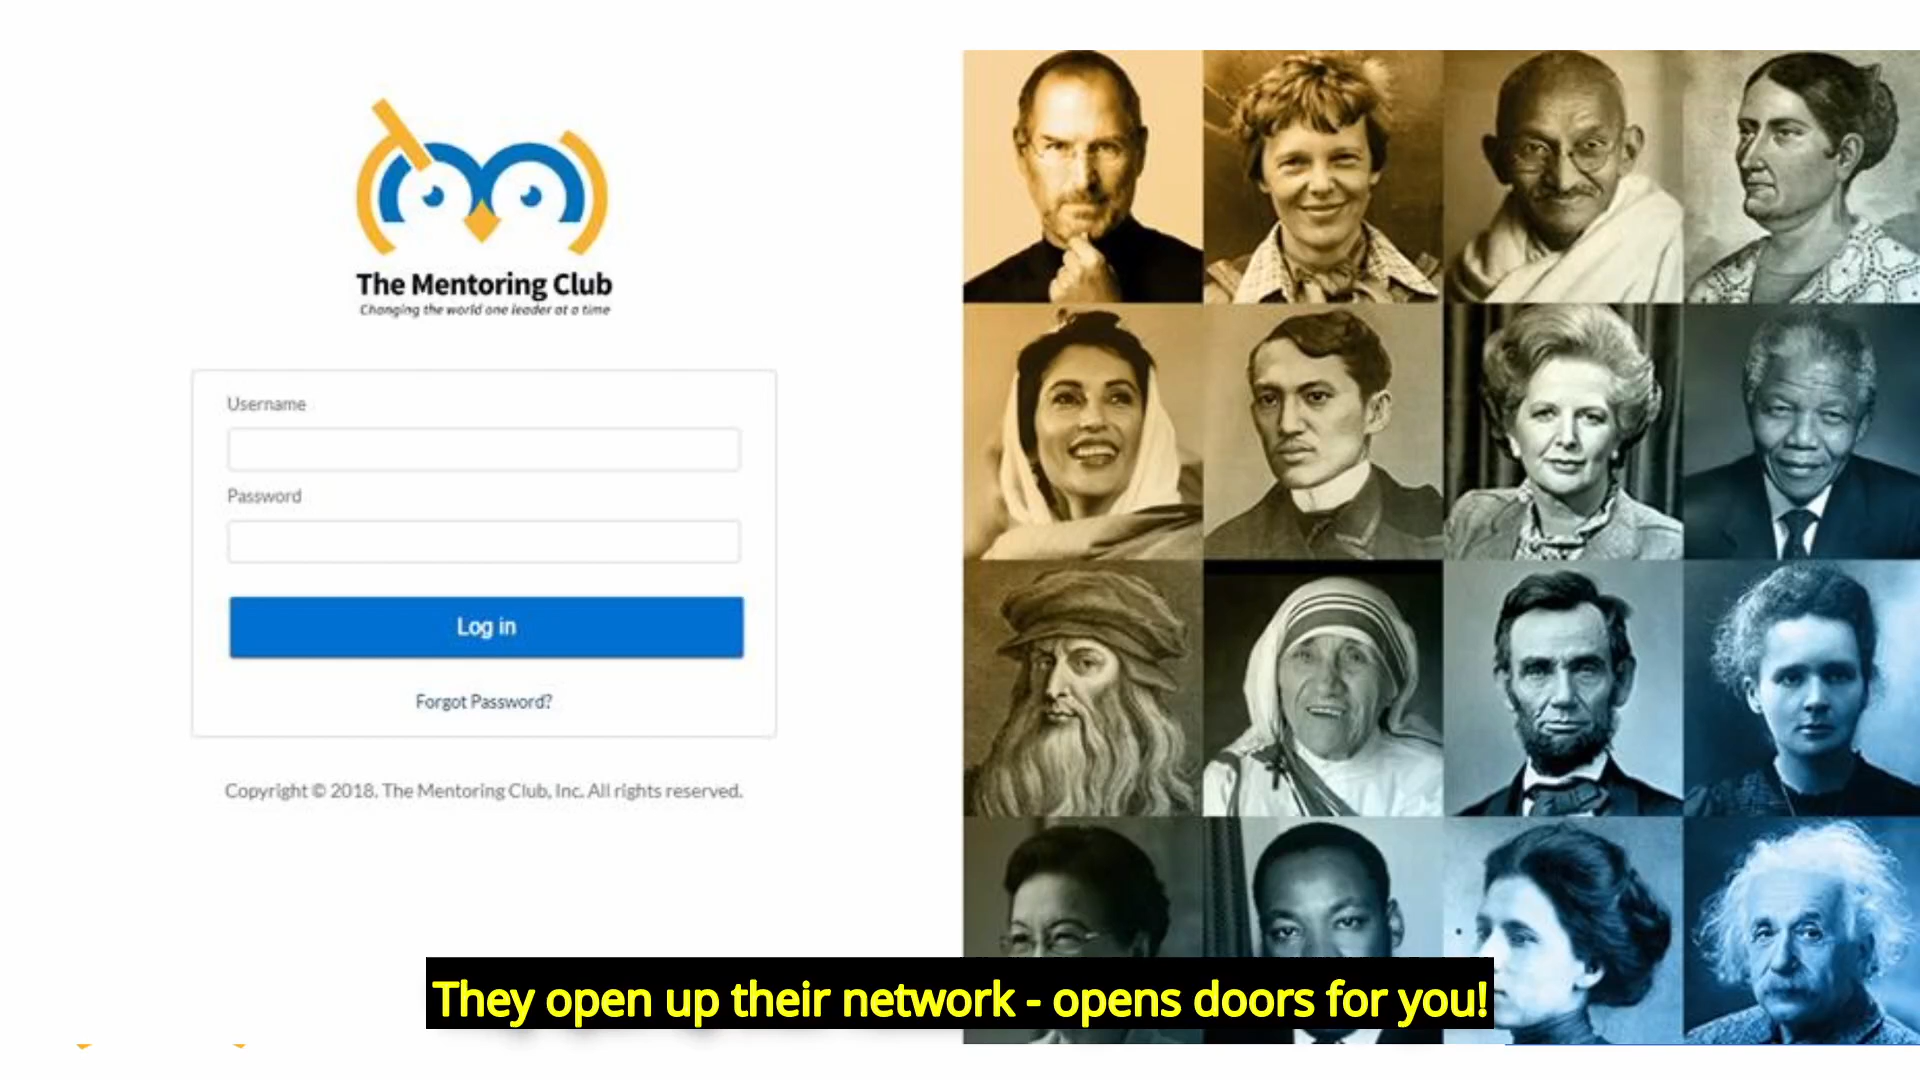 The Mentoring Club
Changing the world one leader at a time
Username
Password
Log in
Forgot Password?
Copyright © 2018. The Mentoring Club, Inc. All rights reserved.
They open up their network - opens doors for you!